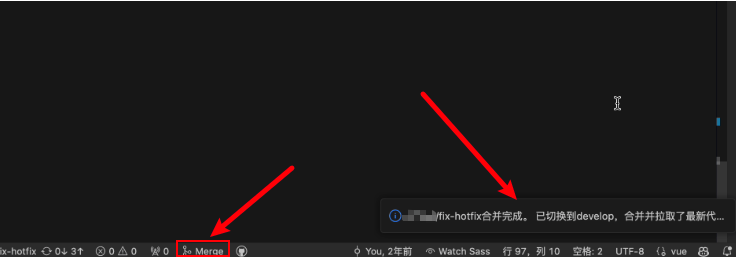 /fix-hotfix合并完成。 已切换到develop，合并并拉取了最新代...
ix-hotfix 0↓ 3↑ 0 0 0 Merge You, 2年前 Watch Sass 行 97，列 10 空格: 2 UTF-8 vue